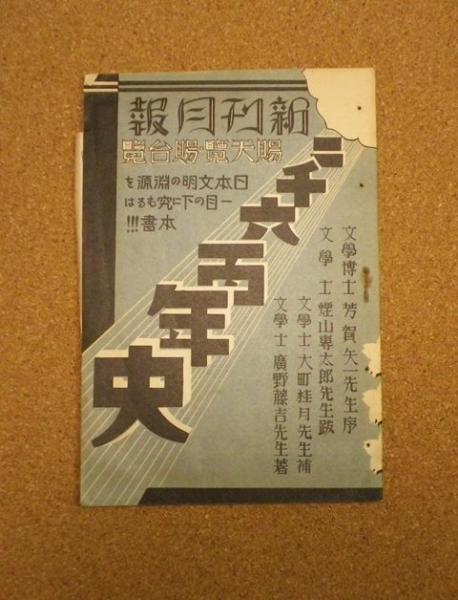 新刊月報
賜天覽・賜台覽
日本文明の淵源を
一目の下に究むるは
本書!!!
二千六百年史
文學博士 芳賀矢一先生序
文學士 煙山專太郎先生跋
文學士 大町桂月先生補
文學士 廣野藤吉先生著